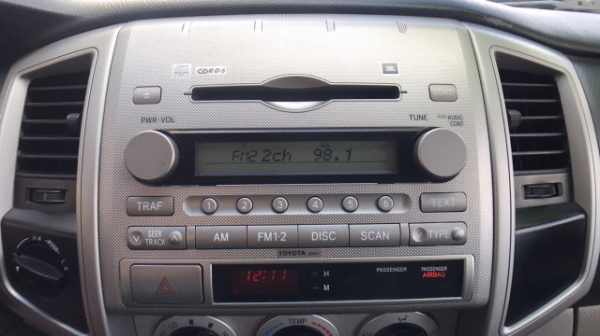 CD R·D·S JBL
PWR·VOL
TUNE
PUSH AUDIO CONT.
FM2 2ch 98.1
TRAF 1 2 3 4 5 6 TEXT
SEEK TRACK AM FM1·2 DISC SCAN TYPE
TOYOTA
12:11 H
M
PASSENGER
PASSENGER AIRBAG
TEMP